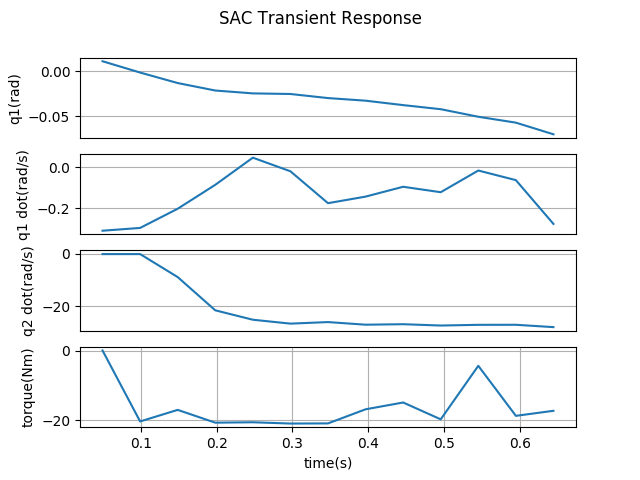 SAC Transient Response
q1(rad)
0.00
−0.05
q1 dot(rad/s)
0.0
−0.2
q2 dot(rad/s)
0
−20
torque(Nm)
0
−20
0.1 0.2 0.3 0.4 0.5 0.6
time(s)